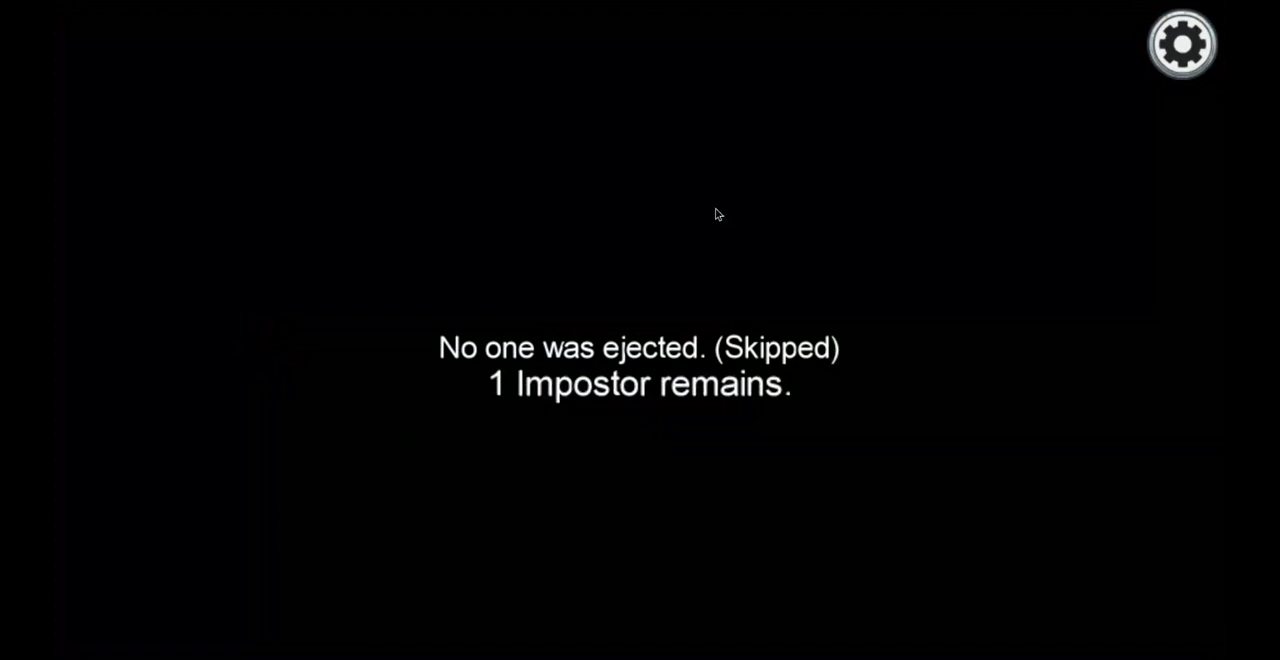 No one was ejected. (Skipped)
1 Impostor remains.